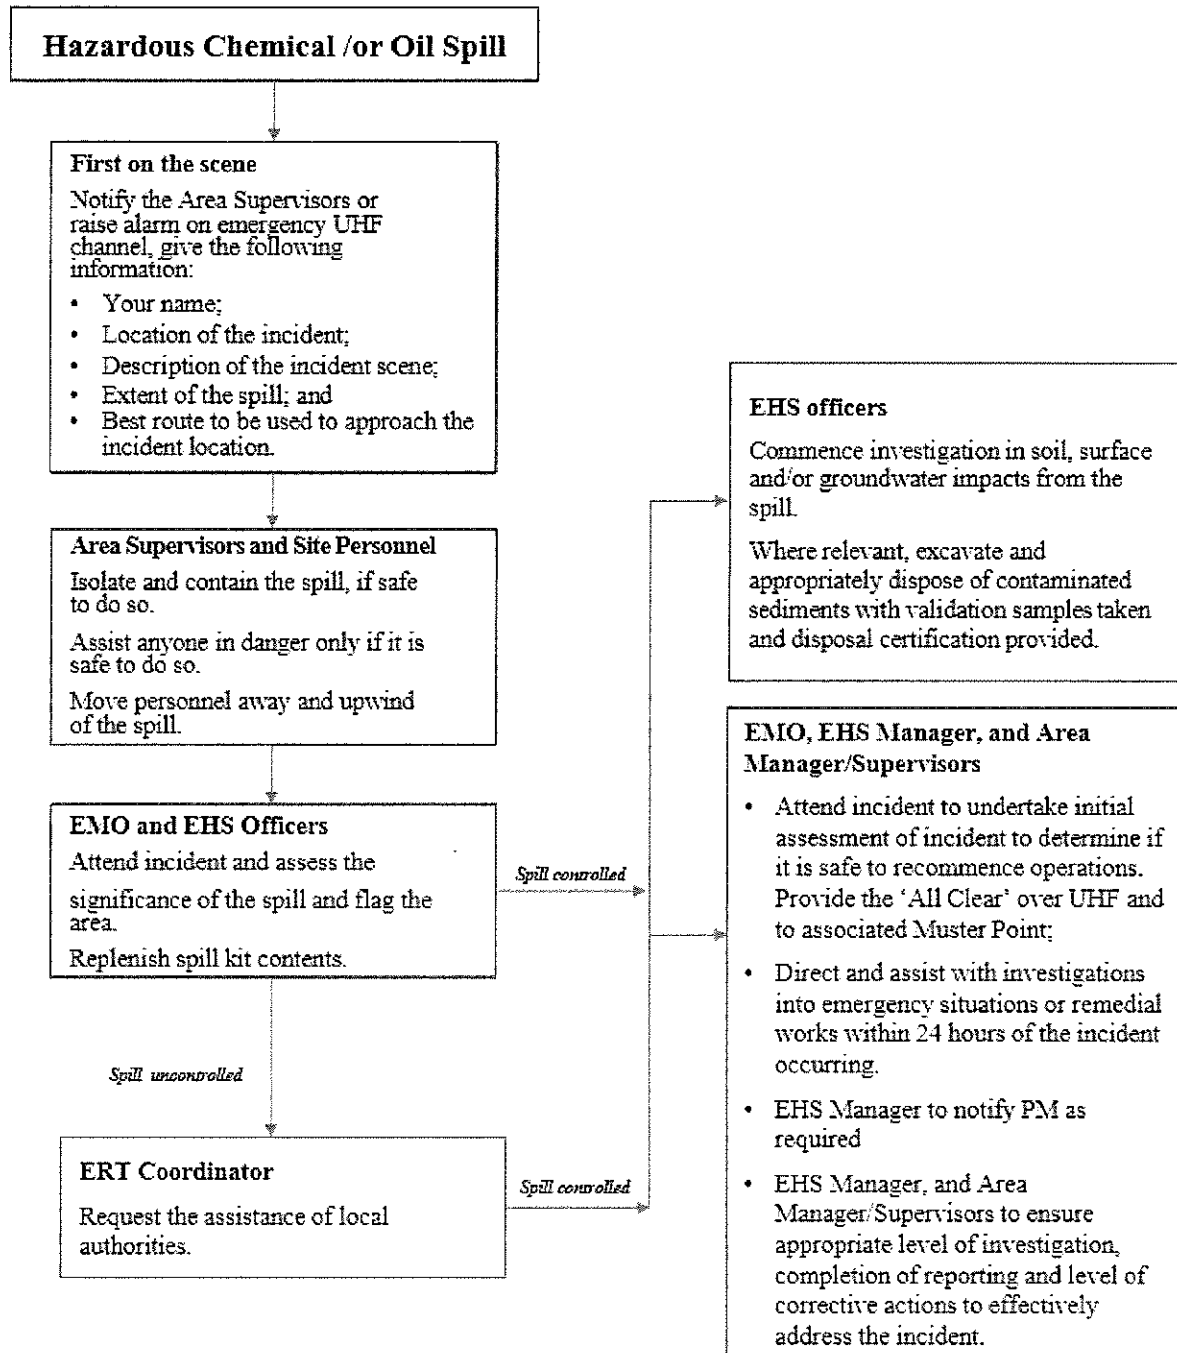 Hazardous Chemical /or Oil Spill
First on the scene
Notify the Area Supervisors or
raise alarm on emergency UHF
channel, give the following
information:
• Your name;
• Location of the incident;
• Description of the incident scene;
• Extent of the spill; and
• Best route to be used to approach the
incident location.
Area Supervisors and Site Personnel
Isolate and contain the spill, if safe
to do so.
Assist anyone in danger only if it is
safe to do so.
Move personnel away and upwind
of the spill.
EMO and EHS Officers
Attend incident and assess the
significance of the spill and flag the
area.
Replenish spill kit contents.
Spill controlled
Spill uncontrolled
ERT Coordinator
Request the assistance of local
authorities.
Spill controlled
EHS officers
Commence investigation in soil, surface
and/or groundwater impacts from the
spill.
Where relevant, excavate and
appropriately dispose of contaminated
sediments with validation samples taken
and disposal certification provided.
EMO, EHS Manager, and Area
Manager/Supervisors
• Attend incident to undertake initial
assessment of incident to determine if
it is safe to recommence operations.
Provide the ‘All Clear’ over UHF and
to associated Muster Point;
• Direct and assist with investigations
into emergency situations or remedial
works within 24 hours of the incident
occurring.
• EHS Manager to notify PM as
required
• EHS Manager, and Area
Manager/Supervisors to ensure
appropriate level of investigation,
completion of reporting and level of
corrective actions to effectively
address the incident.